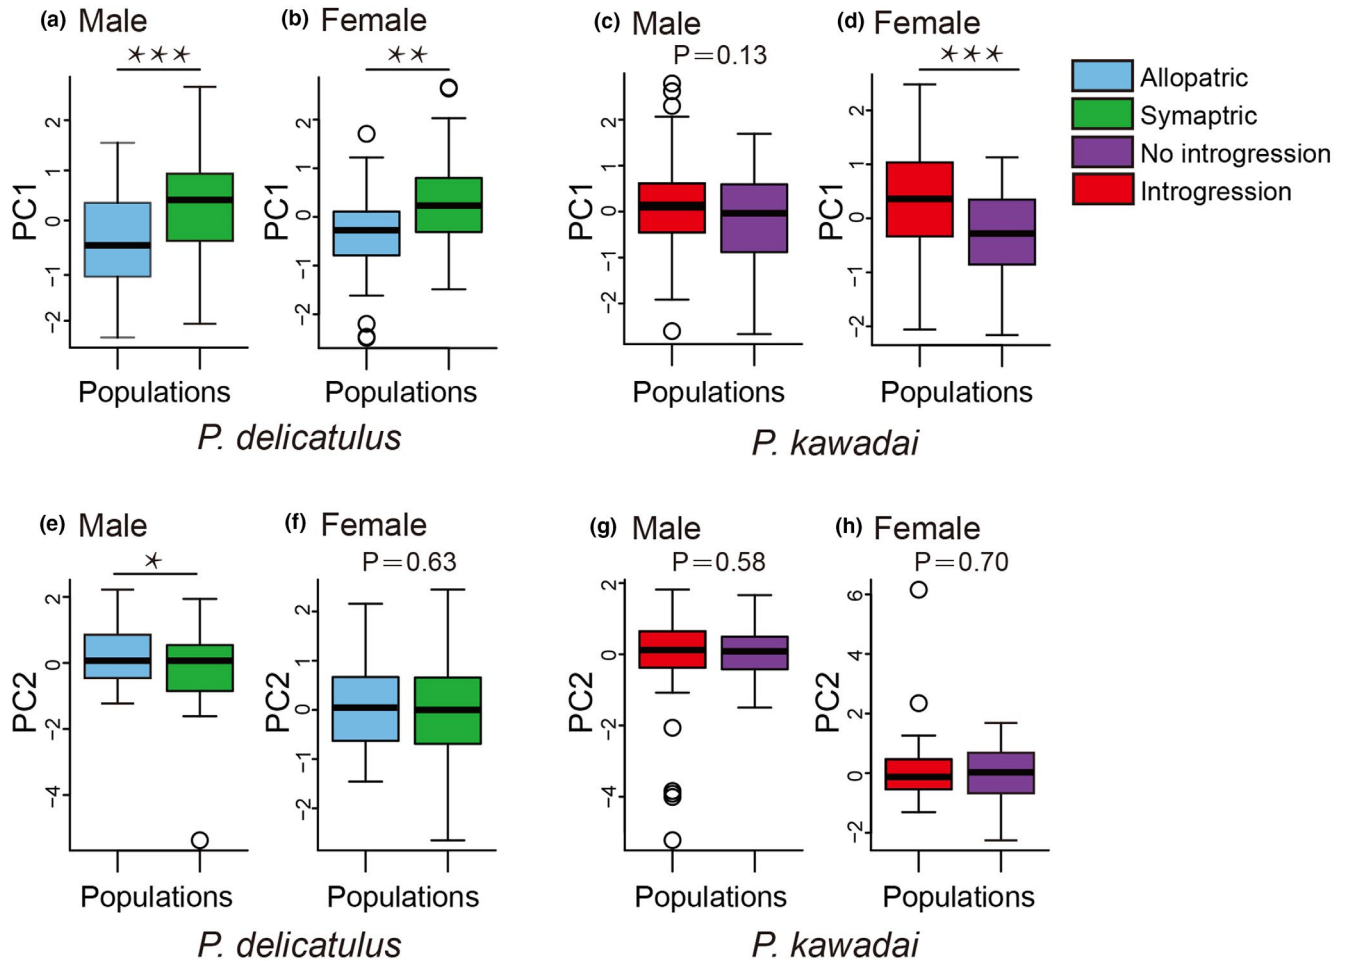 (a) Male
(b) Female
(c) Male
(d) Female
***
**
P=0.13
***
Allopatric
Symaptric
No introgression
Introgression
PC1
2
1
0
−1
−2
PC1
2
1
0
−1
−2
PC1
2
1
0
−1
−2
PC1
2
1
0
−1
−2
Populations
Populations
Populations
Populations
P. delicatulus
P. kawadai
(e) Male
(f) Female
(g) Male
(h) Female
*
P=0.63
P=0.58
P=0.70
PC2
2
0
−2
−4
PC2
2
1
0
−1
−2
PC2
2
0
−2
−4
PC2
6
4
2
0
−2
Populations
Populations
Populations
Populations
P. delicatulus
P. kawadai